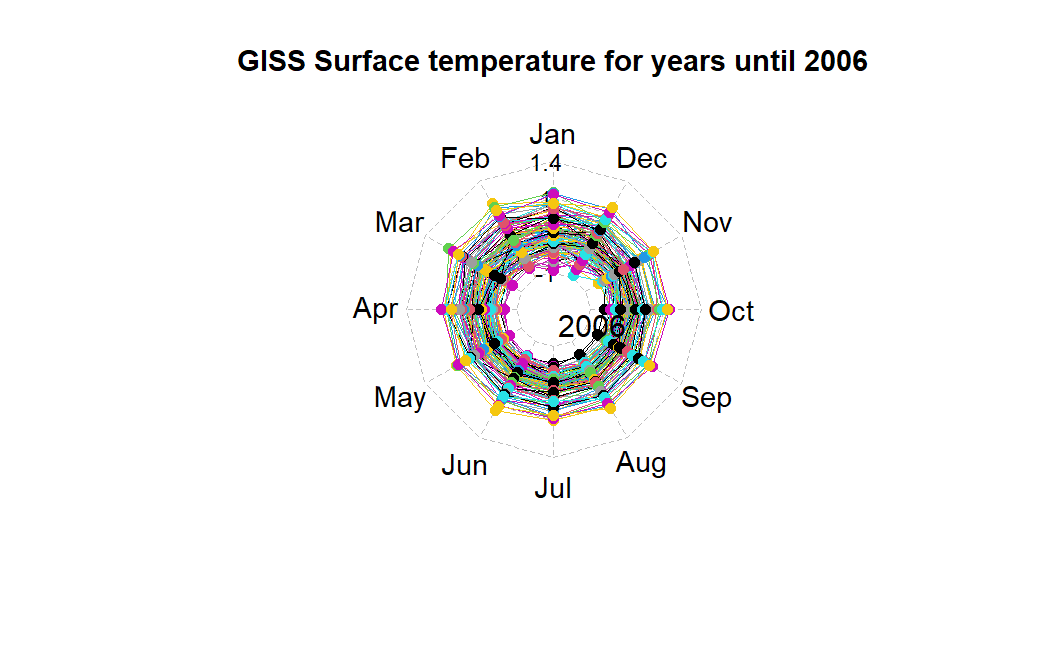 GISS Surface temperature for years until 2006
Jan
1.4
Feb
Dec
Mar
Nov
-1
Apr
Oct
2006
May
Sep
Jun
Aug
Jul